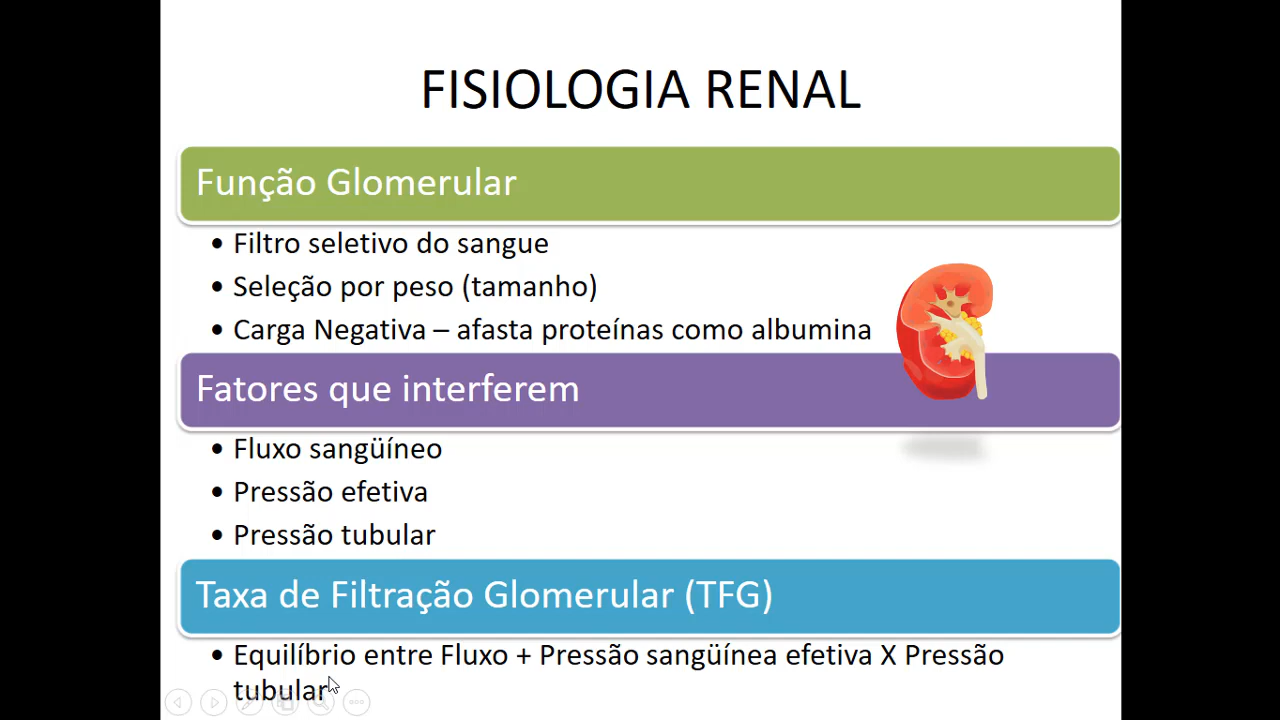 FISIOLOGIA RENAL
Função Glomerular
• Filtro seletivo do sangue
• Seleção por peso (tamanho)
• Carga Negativa – afasta proteínas como albumina
Fatores que interferem
• Fluxo sangüíneo
• Pressão efetiva
• Pressão tubular
Taxa de Filtração Glomerular (TFG)
• Equilíbrio entre Fluxo + Pressão sangüínea efetiva X Pressão
tubular